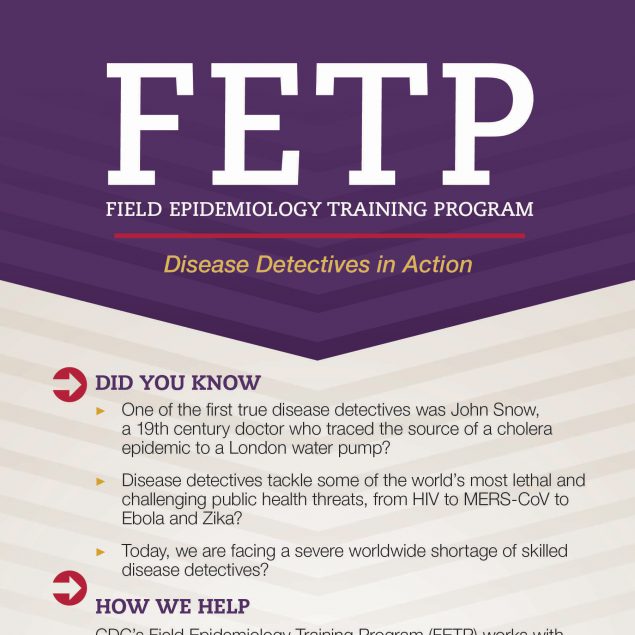 FETP
FIELD EPIDEMIOLOGY TRAINING PROGRAM
Disease Detectives in Action
DID YOU KNOW
► One of the first true disease detectives was John Snow,
a 19th century doctor who traced the source of a cholera
epidemic to a London water pump?
► Disease detectives tackle some of the world’s most lethal and
challenging public health threats, from HIV to MERS-CoV to
Ebola and Zika?
► Today, we are facing a severe worldwide shortage of skilled
disease detectives?
HOW WE HELP
CDC’s Field Epidemiology Training Program (FETP) works with